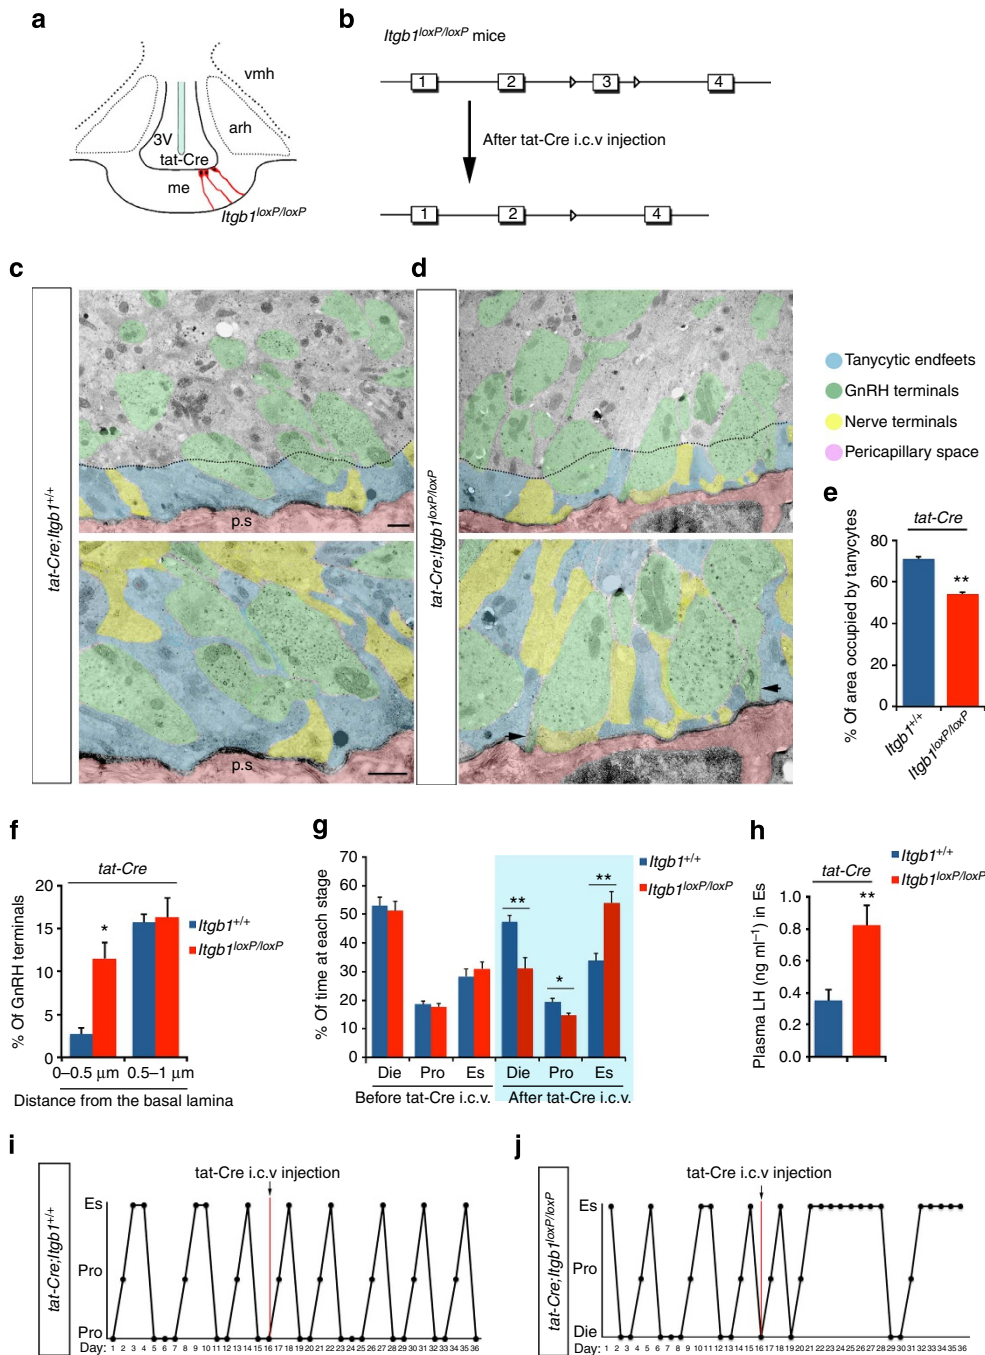 a
vmh
arh
3V
tat-Cre
me
Itgb1loxP/loxP
b
Itgb1loxP/loxP mice
1 2 3 4
After tat-Cre i.c.v injection
1 2 4
c
tat-Cre;Itgb1+/+
p.s
p.s
d
tat-Cre;Itgb1loxP/loxP
Tanycytic endfeets
GnRH terminals
Nerve terminals
Pericapillary space
e
tat-Cre
% Of area occupied by tanycytes
80
60
40
20
0
**
Itgb1+/+
Itgb1loxP/loxP
f
tat-Cre
% Of GnRH terminals
20
15
10
5
0
*
Itgb1+/+
Itgb1loxP/loxP
0–0.5 μm 0.5–1 μm
Distance from the basal lamina
g
% Of time at each stage
70
60
50
40
30
20
10
0
**
*
**
Itgb1+/+
Itgb1loxP/loxP
Die Pro Es Die Pro Es
Before tat-Cre i.c.v. After tat-Cre i.c.v.
h
Itgb1+/+
Itgb1loxP/loxP
tat-Cre
Plasma LH (ng ml−1) in Es
1.0
0.8
0.6
0.4
0.2
0.0
**
i
tat-Cre;Itgb1+/+
tat-Cre i.c.v injection
Es
Pro
Pro
Day: 1 2 3 4 5 6 7 8 9 10 11 12 13 14 15 16 17 18 19 20 21 22 23 24 25 26 27 28 29 30 31 32 33 34 35 36
j
tat-Cre;Itgb1loxP/loxP
tat-Cre i.c.v injection
Es
Pro
Die
Day: 1 2 3 4 5 6 7 8 9 10 11 12 13 14 15 16 17 18 19 20 21 22 23 24 25 26 27 28 29 30 31 32 33 34 35 36